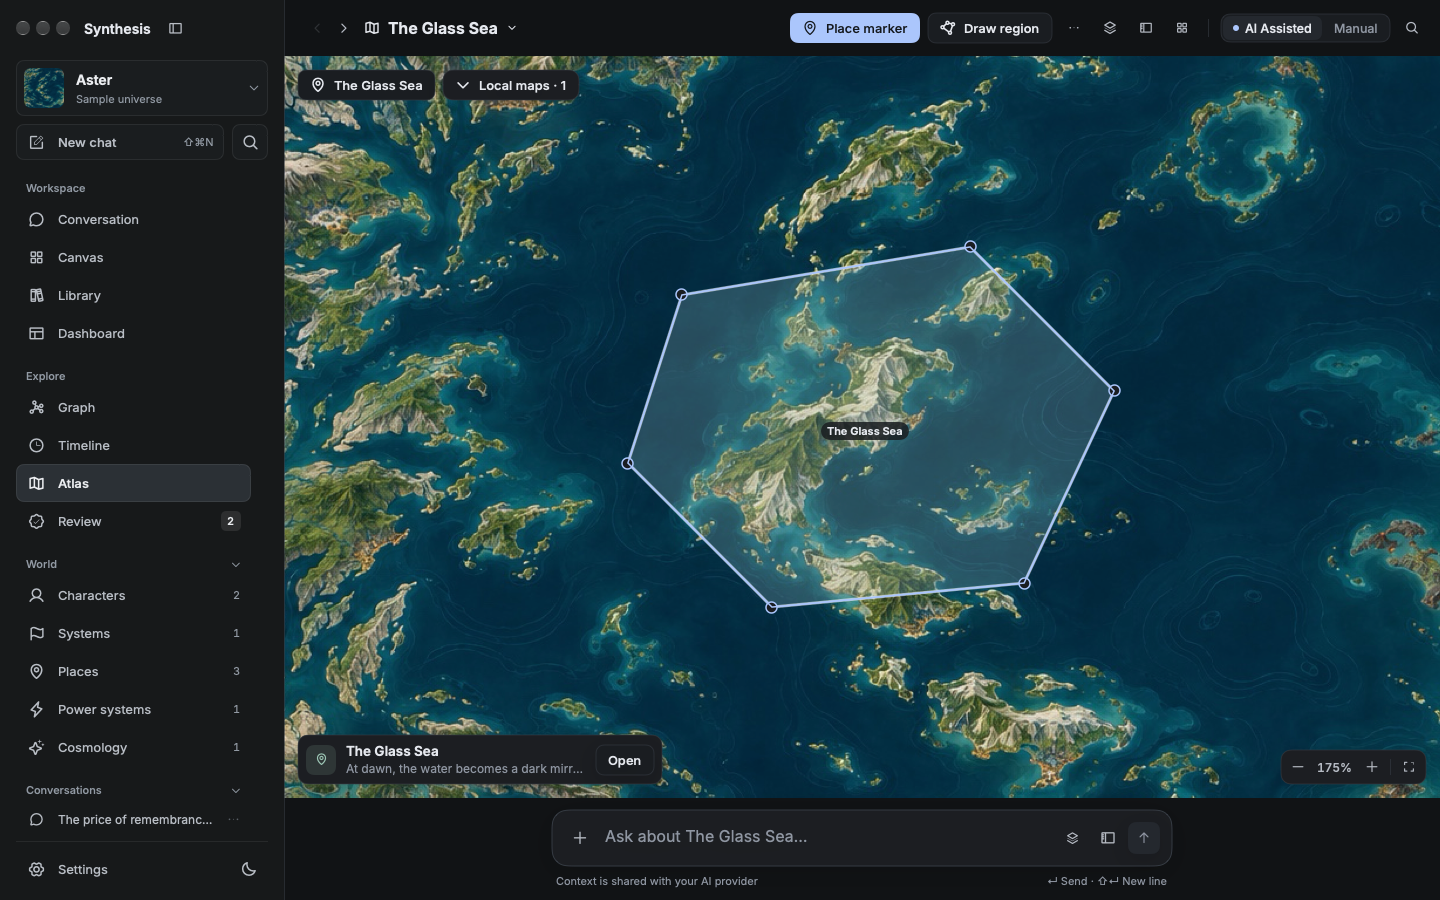 Synthesis
Aster
Sample universe
New chat ⇧⌘N
Workspace
Conversation
Canvas
Library
Dashboard
Explore
Graph
Timeline
Atlas
Review 2
World
Characters 2
Systems 1
Places 3
Power systems 1
Cosmology 1
Conversations
The price of remembranc...
Settings
The Glass Sea
Place marker
Draw region
AI Assisted
Manual
The Glass Sea
Local maps · 1
The Glass Sea
The Glass Sea
At dawn, the water becomes a dark mirr...
Open
175%
Ask about The Glass Sea...
Context is shared with your AI provider
↵ Send · ⇧↵ New line